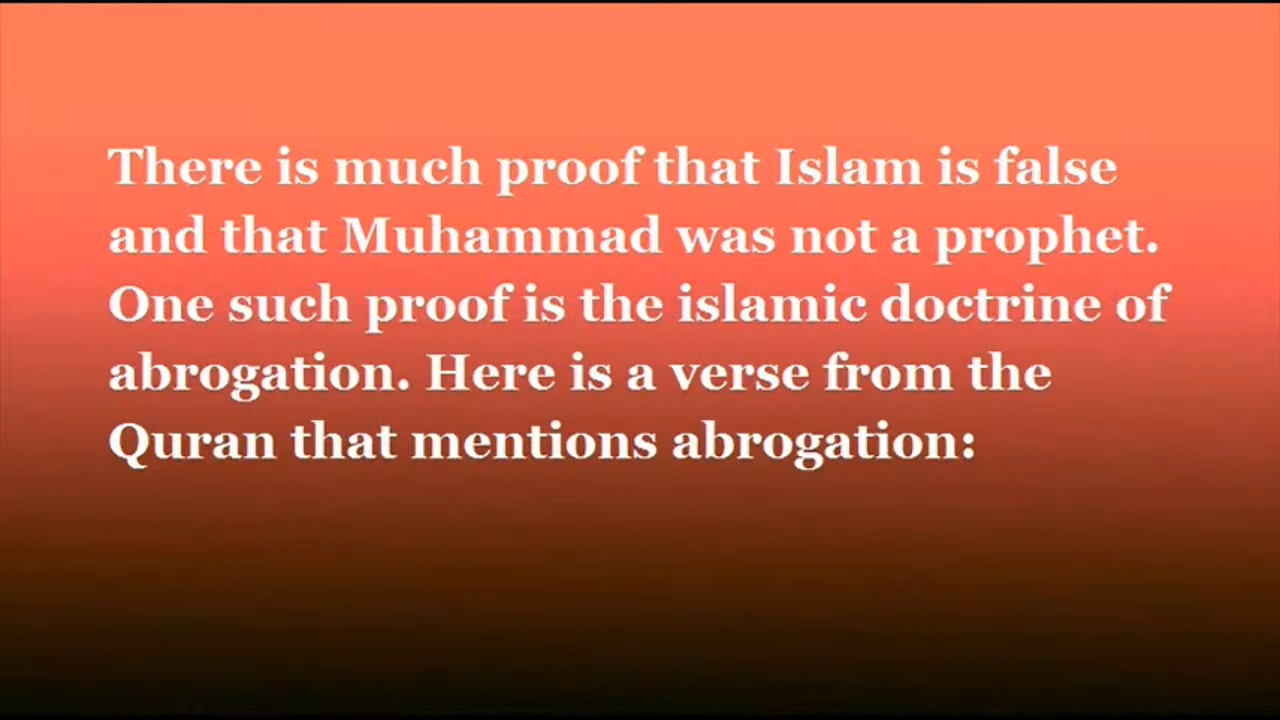 There is much proof that Islam is false
and that Muhammad was not a prophet.
One such proof is the islamic doctrine of
abrogation. Here is a verse from the
Quran that mentions abrogation: